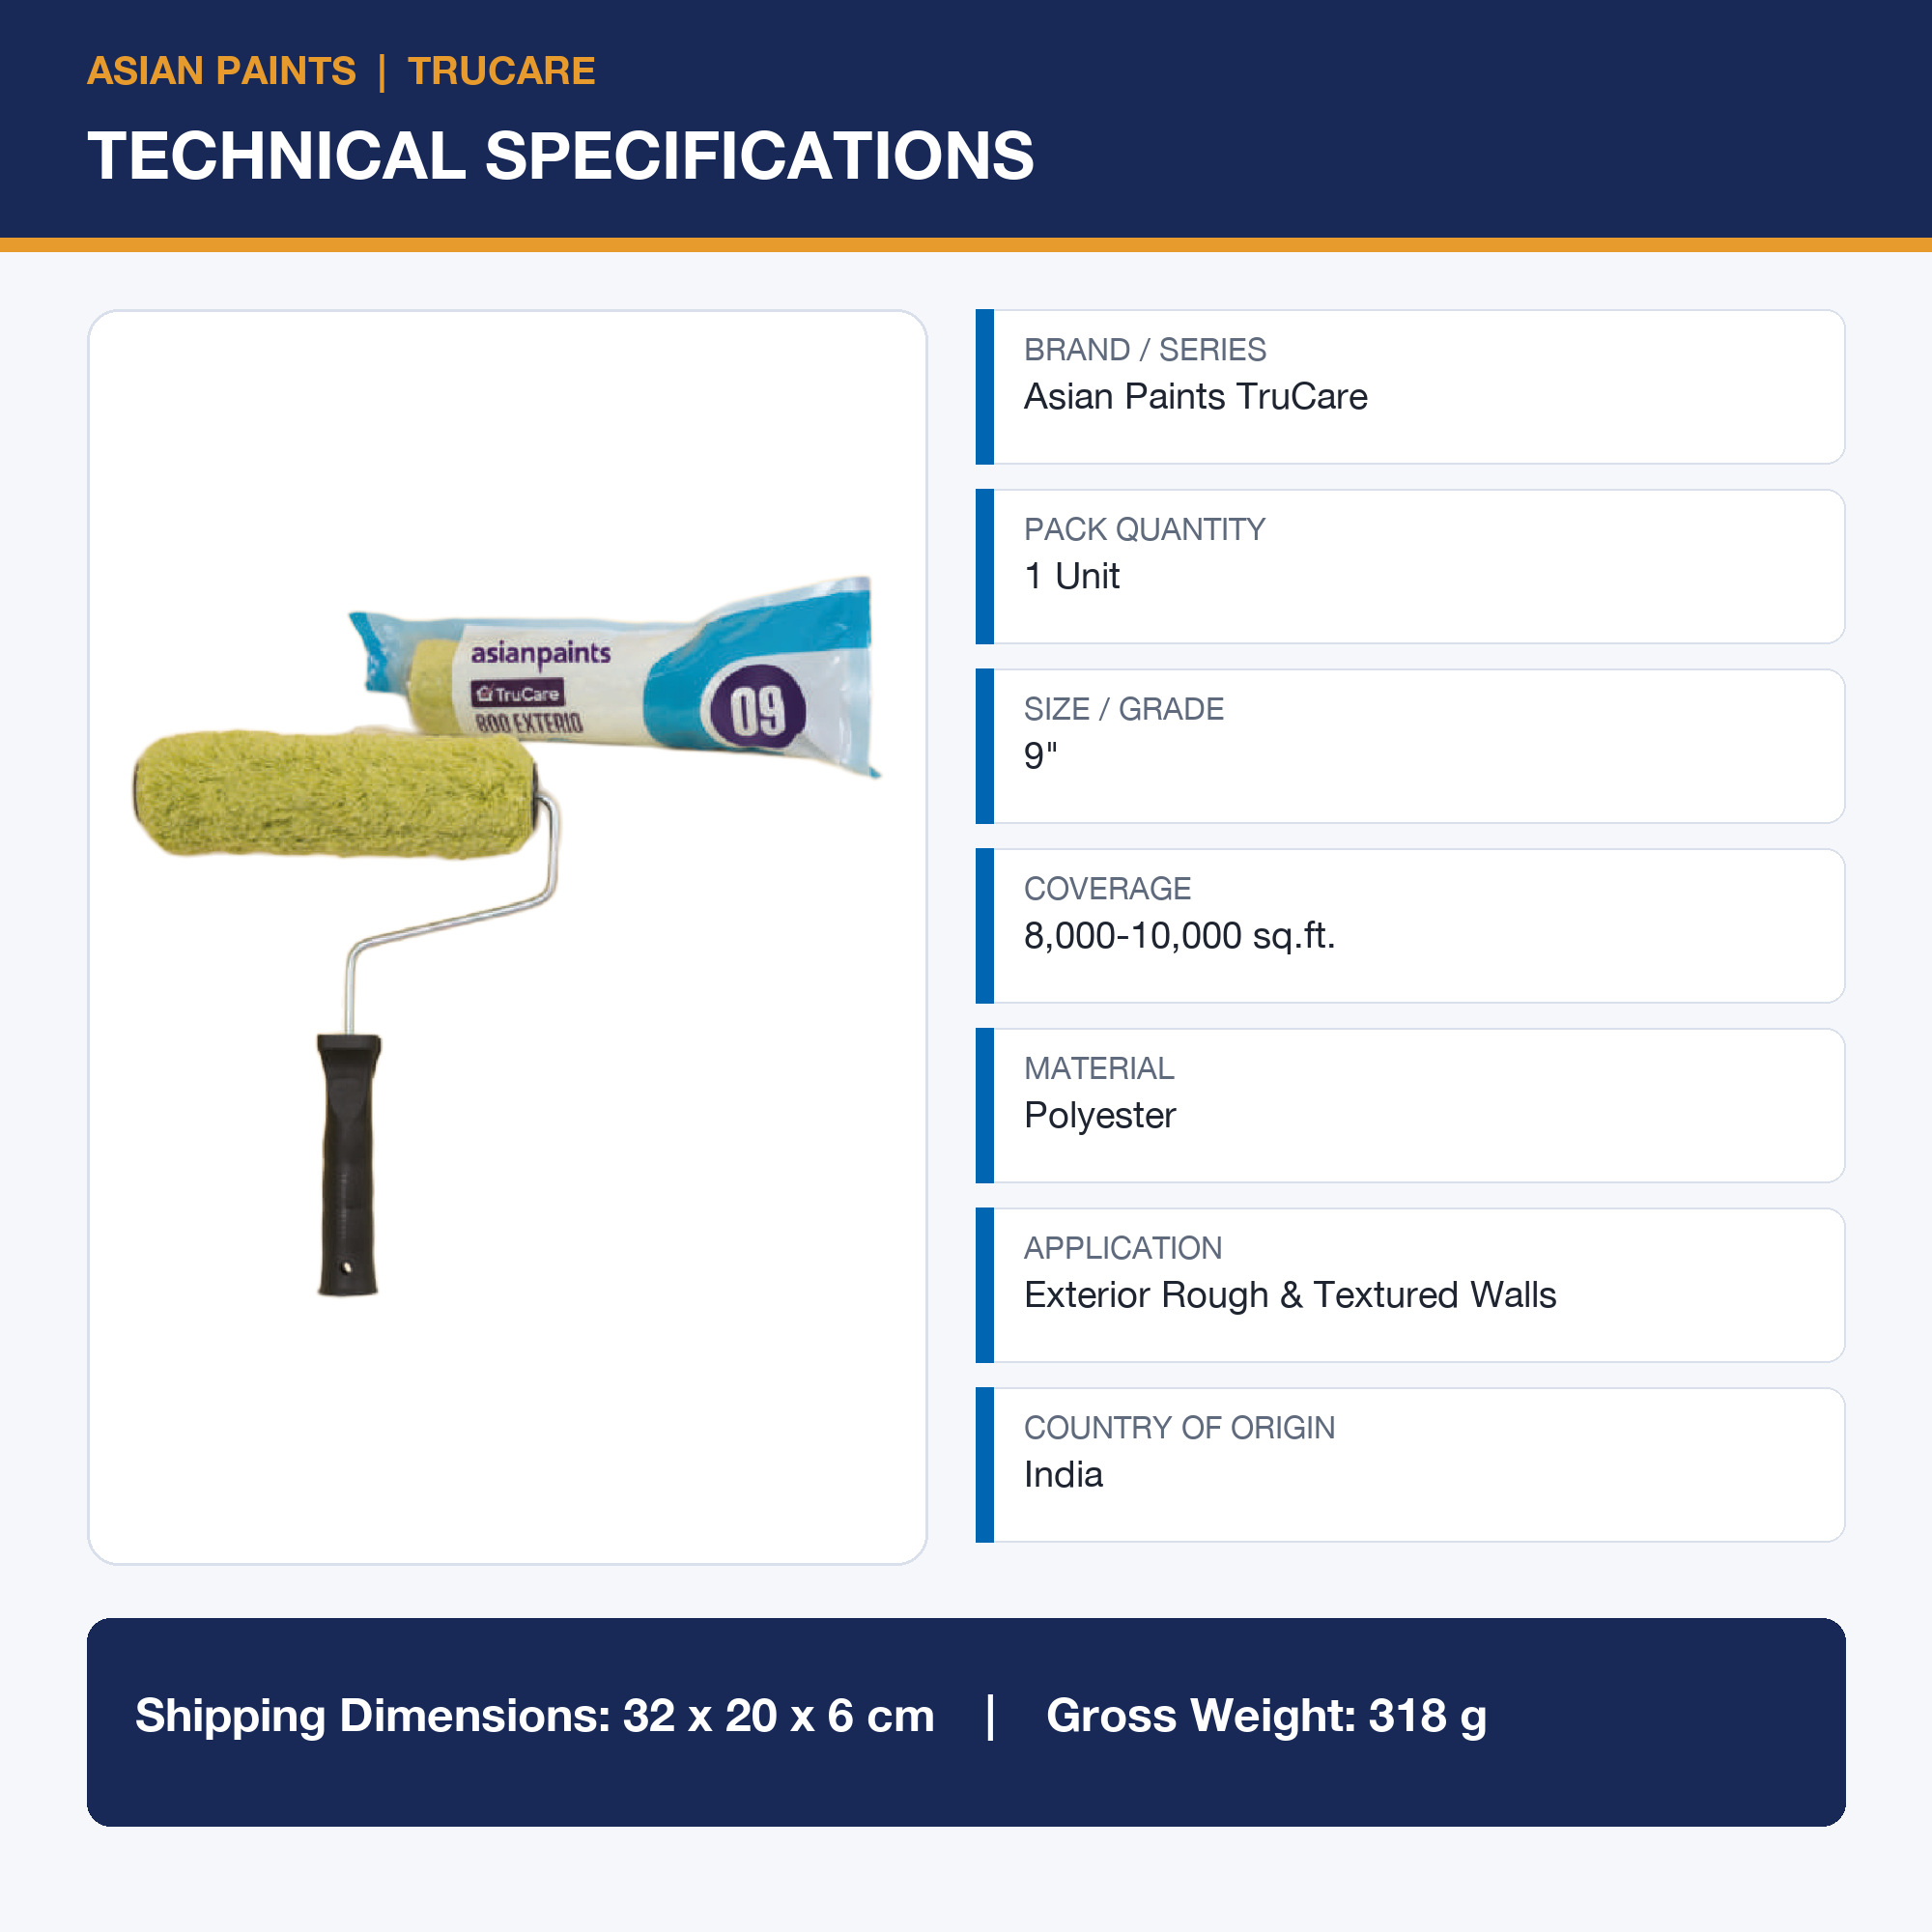 ASIAN PAINTS | TRUCARE
TECHNICAL SPECIFICATIONS
asianpaints
TruCare
800 EXTERIO
09
BRAND / SERIES
Asian Paints TruCare
PACK QUANTITY
1 Unit
SIZE / GRADE
9"
COVERAGE
8,000-10,000 sq.ft.
MATERIAL
Polyester
APPLICATION
Exterior Rough & Textured Walls
COUNTRY OF ORIGIN
India
Shipping Dimensions: 32 x 20 x 6 cm | Gross Weight: 318 g